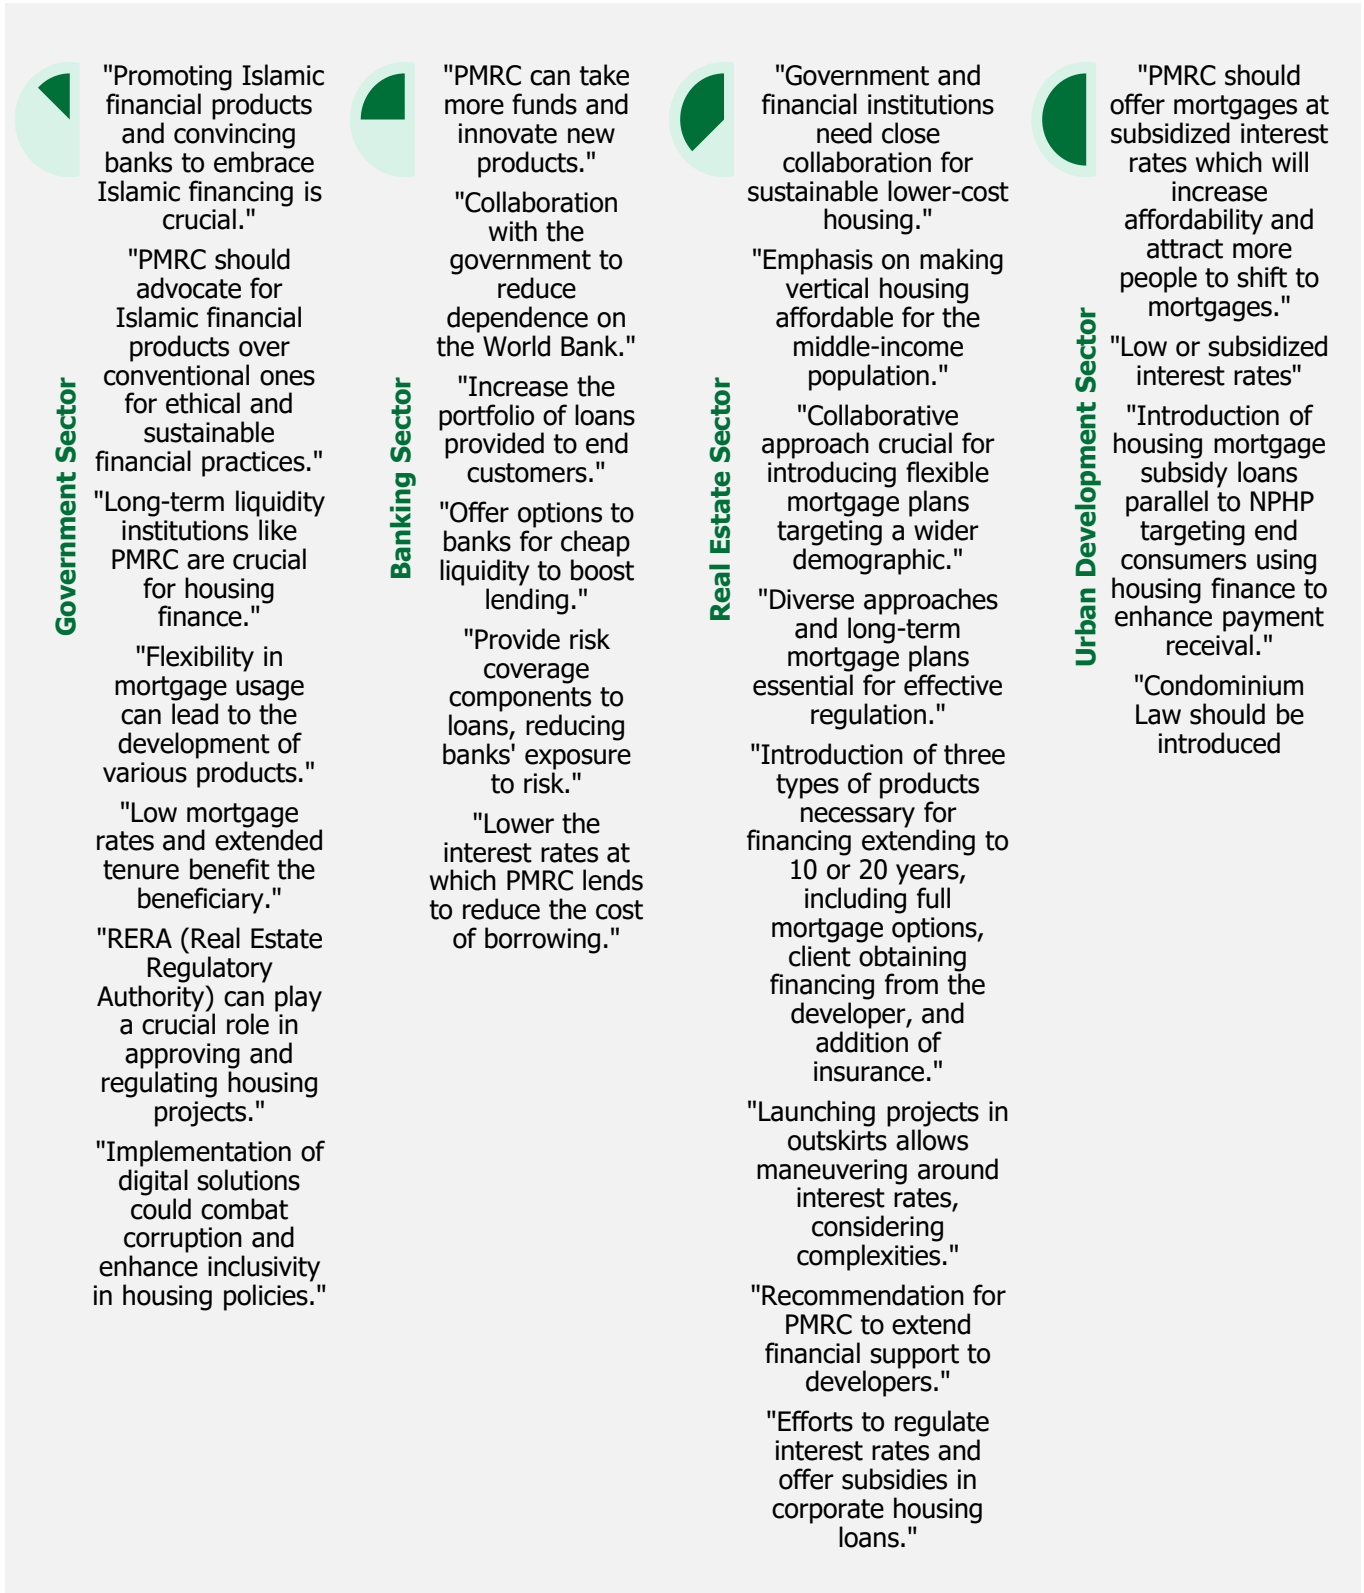 Government Sector
"Promoting Islamic
financial products
and convincing
banks to embrace
Islamic financing is
crucial."
"PMRC should
advocate for
Islamic financial
products over
conventional ones
for ethical and
sustainable
financial practices."
"Long-term liquidity
institutions like
PMRC are crucial
for housing
finance."
"Flexibility in
mortgage usage
can lead to the
development of
various products."
"Low mortgage
rates and extended
tenure benefit the
beneficiary."
"RERA (Real Estate
Regulatory
Authority) can play
a crucial role in
approving and
regulating housing
projects."
"Implementation of
digital solutions
could combat
corruption and
enhance inclusivity
in housing policies."
Banking Sector
"PMRC can take
more funds and
innovate new
products."
"Collaboration
with the
government to
reduce
dependence on
the World Bank."
"Increase the
portfolio of loans
provided to end
customers."
"Offer options to
banks for cheap
liquidity to boost
lending."
"Provide risk
coverage
components to
loans, reducing
banks' exposure
to risk."
"Lower the
interest rates at
which PMRC lends
to reduce the cost
of borrowing."
Real Estate Sector
"Government and
financial institutions
need close
collaboration for
sustainable lower-cost
housing."
"Emphasis on making
vertical housing
affordable for the
middle-income
population."
"Collaborative
approach crucial for
introducing flexible
mortgage plans
targeting a wider
demographic."
"Diverse approaches
and long-term
mortgage plans
essential for effective
regulation."
"Introduction of three
types of products
necessary for
financing extending to
10 or 20 years,
including full
mortgage options,
client obtaining
financing from the
developer, and
addition of
insurance."
"Launching projects in
outskirts allows
maneuvering around
interest rates,
considering
complexities."
"Recommendation for
PMRC to extend
financial support to
developers."
"Efforts to regulate
interest rates and
offer subsidies in
corporate housing
loans."
Urban Development Sector
"PMRC should
offer mortgages at
subsidized interest
rates which will
increase
affordability and
attract more
people to shift to
mortgages."
"Low or subsidized
interest rates"
"Introduction of
housing mortgage
subsidy loans
parallel to NPHP
targeting end
consumers using
housing finance to
enhance payment
receival."
"Condominium
Law should be
introduced